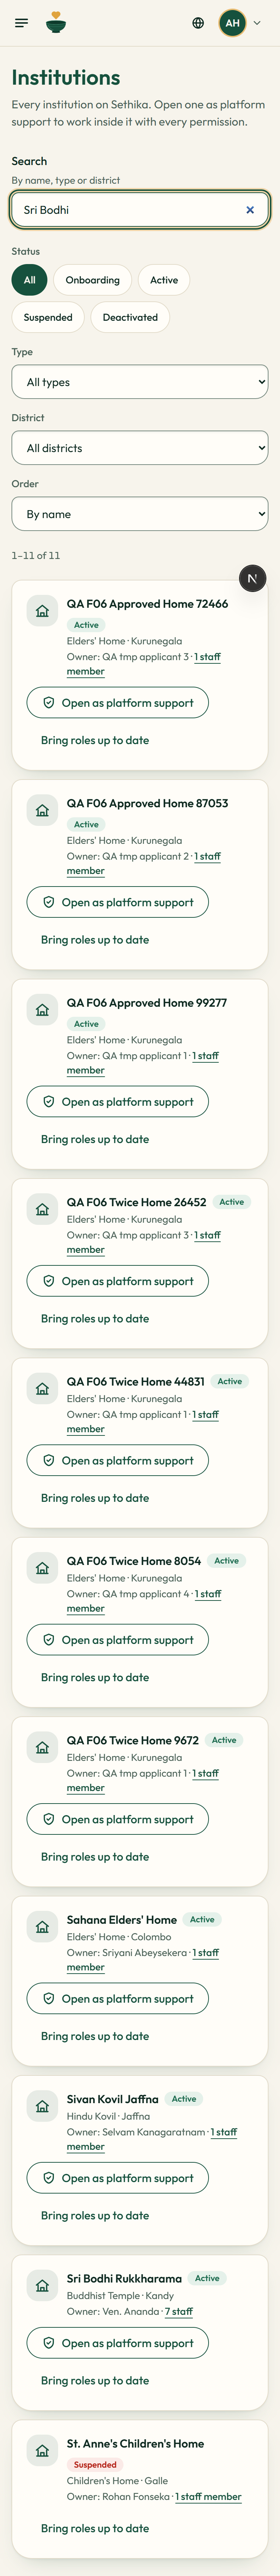 AH
Institutions
Every institution on Sethika. Open one as platform
support to work inside it with every permission.
Search
By name, type or district
Sri Bodhi
Status
All
Onboarding
Active
Suspended
Deactivated
Type
All types
District
All districts
Order
By name
1–11 of 11
N
QA F06 Approved Home 72466
Active
Elders' Home · Kurunegala
Owner: QA tmp applicant 3 · 1 staff
member
Open as platform support
Bring roles up to date
QA F06 Approved Home 87053
Active
Elders' Home · Kurunegala
Owner: QA tmp applicant 2 · 1 staff
member
Open as platform support
Bring roles up to date
QA F06 Approved Home 99277
Active
Elders' Home · Kurunegala
Owner: QA tmp applicant 1 · 1 staff
member
Open as platform support
Bring roles up to date
QA F06 Twice Home 26452 Active
Elders' Home · Kurunegala
Owner: QA tmp applicant 3 · 1 staff
member
Open as platform support
Bring roles up to date
QA F06 Twice Home 44831 Active
Elders' Home · Kurunegala
Owner: QA tmp applicant 1 · 1 staff
member
Open as platform support
Bring roles up to date
QA F06 Twice Home 8054 Active
Elders' Home · Kurunegala
Owner: QA tmp applicant 4 · 1 staff
member
Open as platform support
Bring roles up to date
QA F06 Twice Home 9672 Active
Elders' Home · Kurunegala
Owner: QA tmp applicant 1 · 1 staff
member
Open as platform support
Bring roles up to date
Sahana Elders' Home Active
Elders' Home · Colombo
Owner: Sriyani Abeysekera · 1 staff
member
Open as platform support
Bring roles up to date
Sivan Kovil Jaffna Active
Hindu Kovil · Jaffna
Owner: Selvam Kanagaratnam · 1 staff
member
Open as platform support
Bring roles up to date
Sri Bodhi Rukkharama Active
Buddhist Temple · Kandy
Owner: Ven. Ananda · 7 staff
Open as platform support
Bring roles up to date
St. Anne's Children's Home
Suspended
Children's Home · Galle
Owner: Rohan Fonseka · 1 staff member
Bring roles up to date